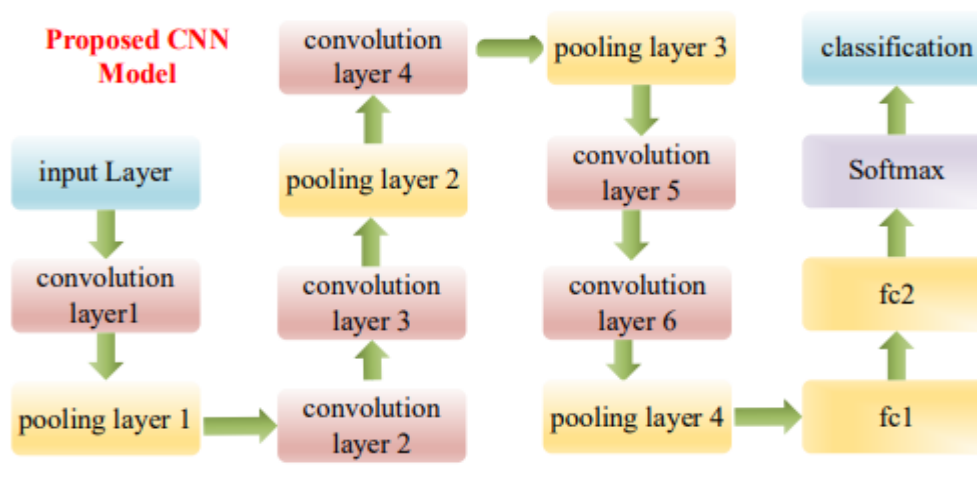 Proposed CNN
Model
input Layer
convolution
layer1
pooling layer 1
convolution
layer 2
convolution
layer 3
pooling layer 2
convolution
layer 4
pooling layer 3
convolution
layer 5
convolution
layer 6
pooling layer 4
fc1
fc2
Softmax
classification